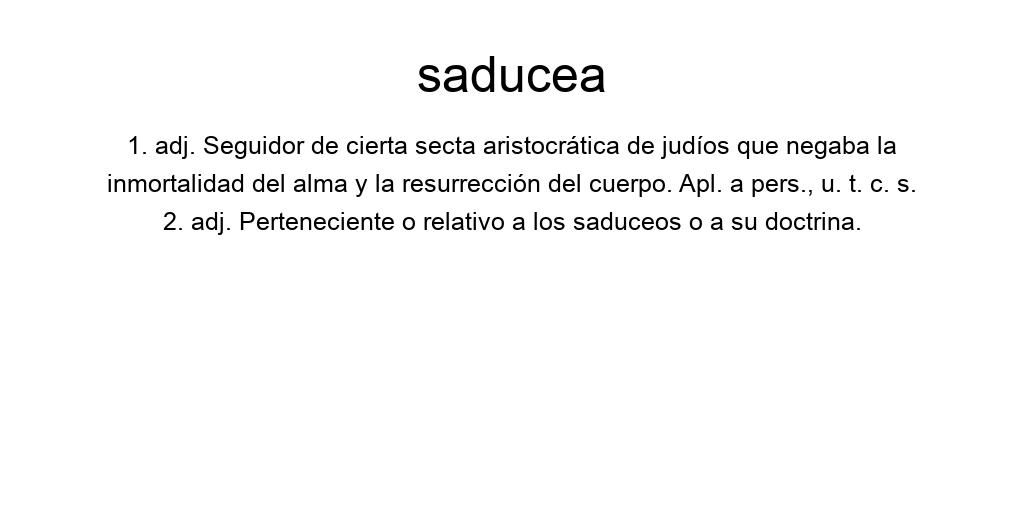 saducea
1. adj. Seguidor de cierta secta aristocrática de judíos que negaba la
inmortalidad del alma y la resurrección del cuerpo. Apl. a pers., u. t. c. s.
2. adj. Perteneciente o relativo a los saduceos o a su doctrina.